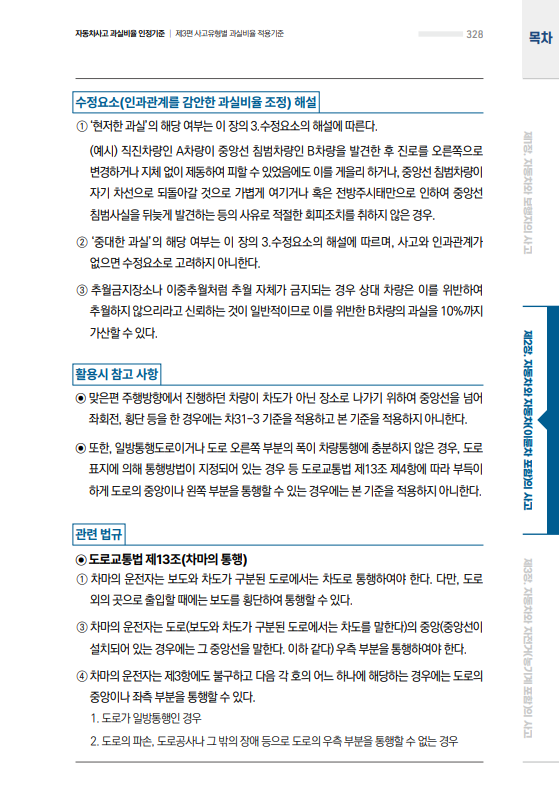 자동차사고 과실비율 인정기준 | 제3편 사고유형별 과실비율 적용기준
328
목차
수정요소(인과관계를 감안한 과실비율 조정) 해설
① ‘현저한 과실’의 해당 여부는 이 장의 3.수정요소의 해설에 따른다.
(예시) 직진차량인 A차량이 중앙선 침범차량인 B차량을 발견한 후 진로를 오른쪽으로
변경하거나 지체 없이 제동하여 피할 수 있었음에도 이를 게을리 하거나, 중앙선 침범차량이
자기 차선으로 되돌아갈 것으로 가볍게 여기거나 혹은 전방주시태만으로 인하여 중앙선
침범사실을 뒤늦게 발견하는 등의 사유로 적절한 회피조치를 취하지 않은 경우.
② ‘중대한 과실’의 해당 여부는 이 장의 3.수정요소의 해설에 따르며, 사고와 인과관계가
없으면 수정요소로 고려하지 아니한다.
③ 추월금지장소나 이중추월처럼 추월 자체가 금지되는 경우 상대 차량은 이를 위반하여
추월하지 않으리라고 신뢰하는 것이 일반적이므로 이를 위반한 B차량의 과실을 10%까지
가산할 수 있다.
활용시 참고 사항
◉ 맞은편 주행방향에서 진행하던 차량이 차도가 아닌 장소로 나가기 위하여 중앙선을 넘어
좌회전, 횡단 등을 한 경우에는 차31-3 기준을 적용하고 본 기준을 적용하지 아니한다.
◉ 또한, 일방통행도로이거나 도로 오른쪽 부분의 폭이 차량통행에 충분하지 않은 경우, 도로
표지에 의해 통행방법이 지정되어 있는 경우 등 도로교통법 제13조 제4항에 따라 부득이
하게 도로의 중앙이나 왼쪽 부분을 통행할 수 있는 경우에는 본 기준을 적용하지 아니한다.
관련 법규
◉ 도로교통법 제13조(차마의 통행)
① 차마의 운전자는 보도와 차도가 구분된 도로에서는 차도로 통행하여야 한다. 다만, 도로
외의 곳으로 출입할 때에는 보도를 횡단하여 통행할 수 있다.
③ 차마의 운전자는 도로(보도와 차도가 구분된 도로에서는 차도를 말한다)의 중앙(중앙선이
설치되어 있는 경우에는 그 중앙선을 말한다. 이하 같다) 우측 부분을 통행하여야 한다.
④ 차마의 운전자는 제3항에도 불구하고 다음 각 호의 어느 하나에 해당하는 경우에는 도로의
중앙이나 좌측 부분을 통행할 수 있다.
1. 도로가 일방통행인 경우
2. 도로의 파손, 도로공사나 그 밖의 장애 등으로 도로의 우측 부분을 통행할 수 없는 경우
제1장. 자동차와 보행자의 사고
제2장. 자동차와 자동차(이륜차 포함)의 사고
제3장. 자동차와 자전거(농기계 포함)의 사고